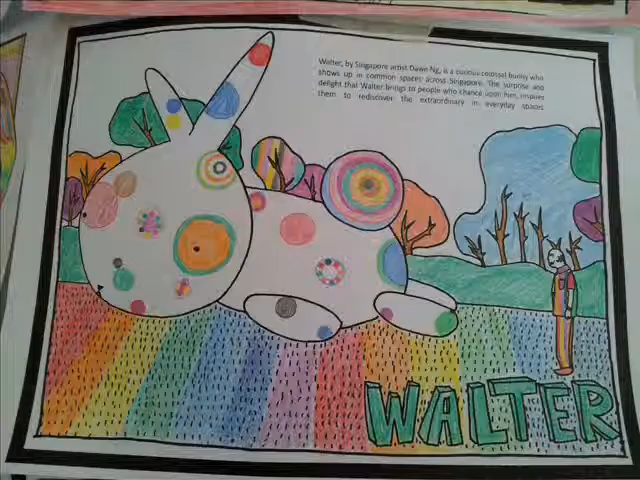 Walter, by Singapore artist Dawn Ng, is a curious colossal bunny who
shows up in common spaces across Singapore. The surprise and
delight that Walter brings to people who chance upon him, inspires
them to rediscover the extraordinary in everyday spaces
WALTER